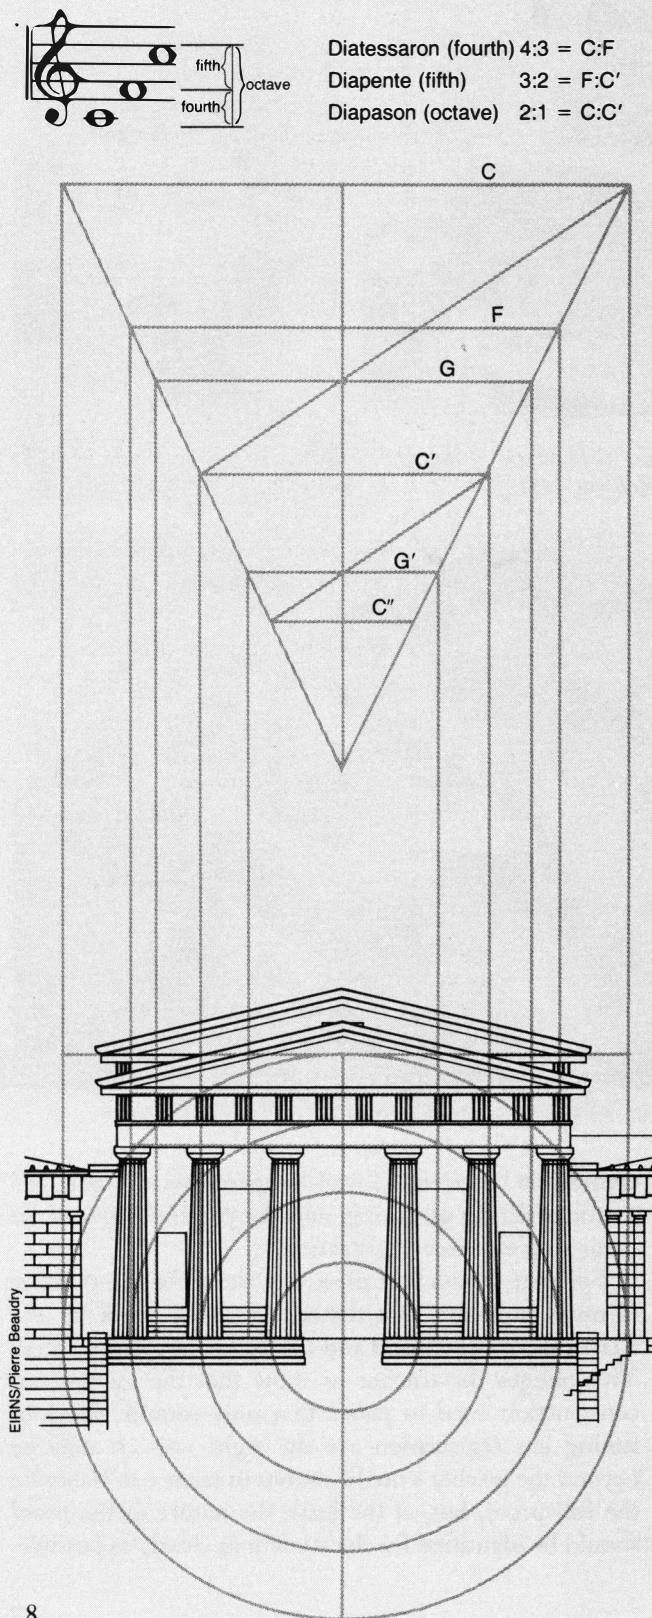 fifth
octave
fourth
Diatessaron (fourth) 4:3 = C:F
Diapente (fifth) 3:2 = F:C′
Diapason (octave) 2:1 = C:C′
C
F
G
C′
G′
C″
EIRNS/Pierre Beaudry
8